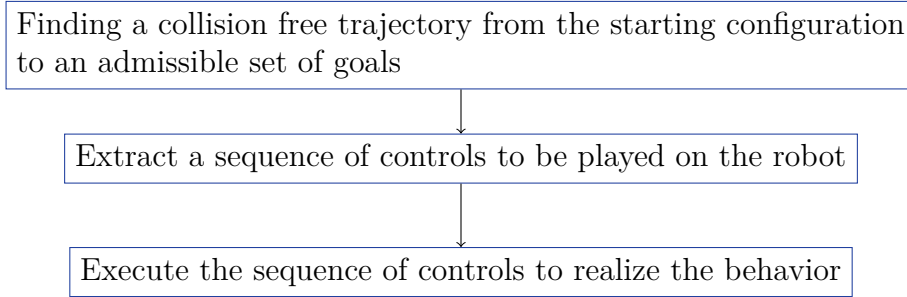 Finding a collision free trajectory from the starting configuration
to an admissible set of goals
Extract a sequence of controls to be played on the robot
Execute the sequence of controls to realize the behavior